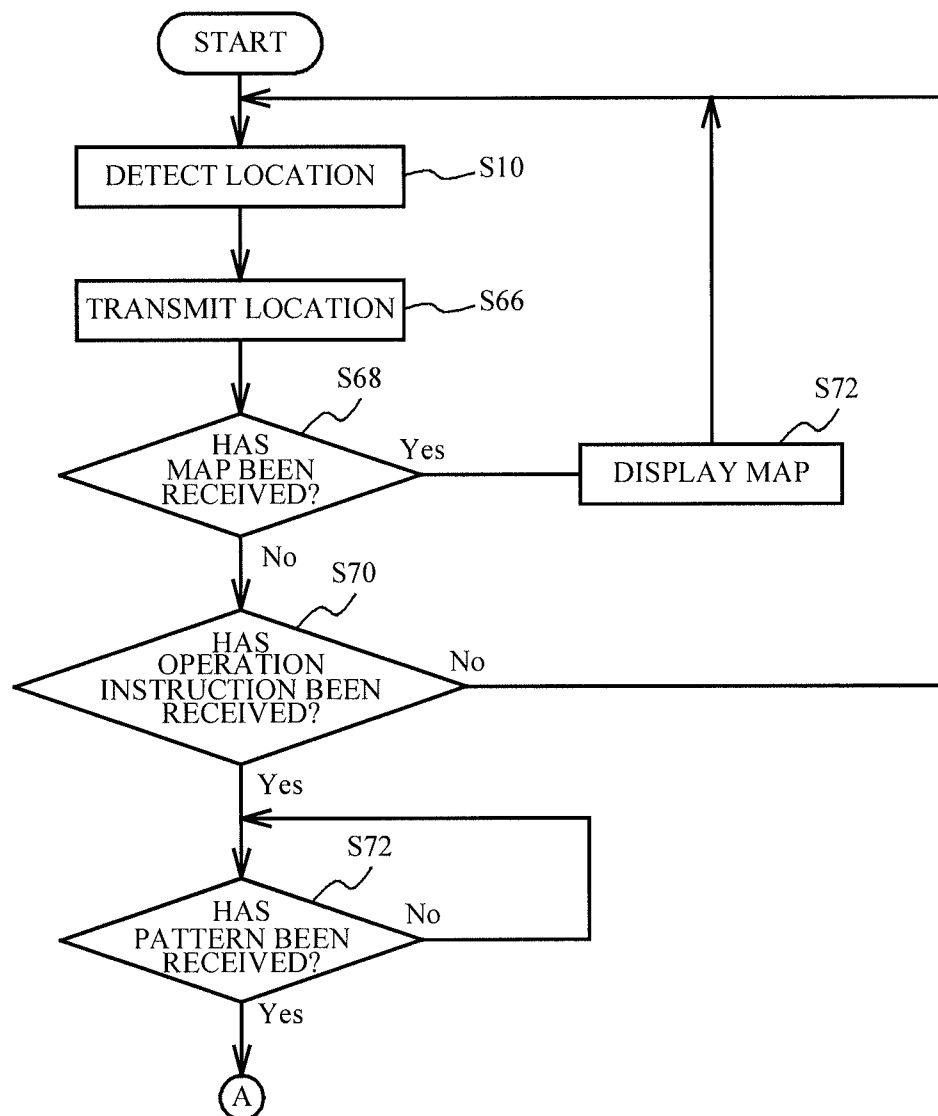 START
DETECT LOCATION
S10
TRANSMIT LOCATION
S66
S68
HAS
MAP BEEN
RECEIVED?
Yes
S72
DISPLAY MAP
No
S70
HAS
OPERATION
INSTRUCTION BEEN
RECEIVED?
No
Yes
S72
HAS
PATTERN BEEN
RECEIVED?
No
Yes
A